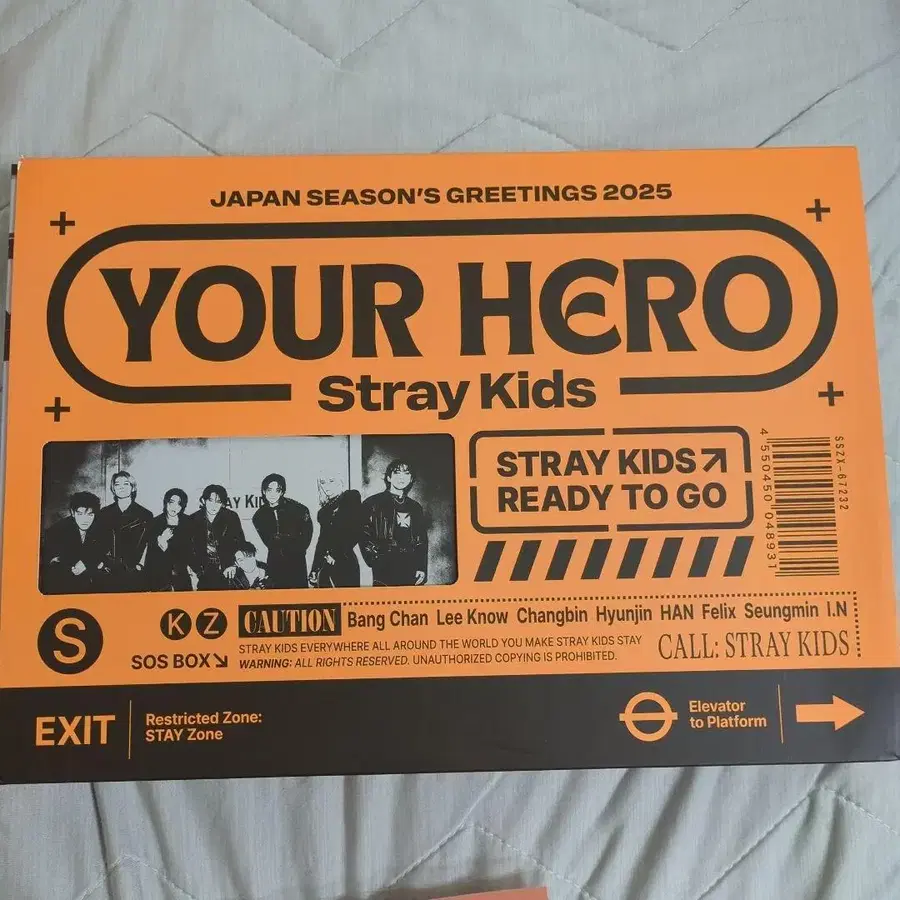 JAPAN SEASON'S GREETINGS 2025
YOUR HERO
Stray Kids
STRAY KIDS↗
READY TO GO
4 550450 048931
SSZX-67232
S
K Z
SOS BOX↘
CAUTION
Bang Chan Lee Know Changbin Hyunjin HAN Felix Seungmin I.N
STRAY KIDS EVERYWHERE ALL AROUND THE WORLD YOU MAKE STRAY KIDS STAY
WARNING: ALL RIGHTS RESERVED. UNAUTHORIZED COPYING IS PROHIBITED.
CALL: STRAY KIDS
EXIT
Restricted Zone:
STAY Zone
Elevator
to Platform